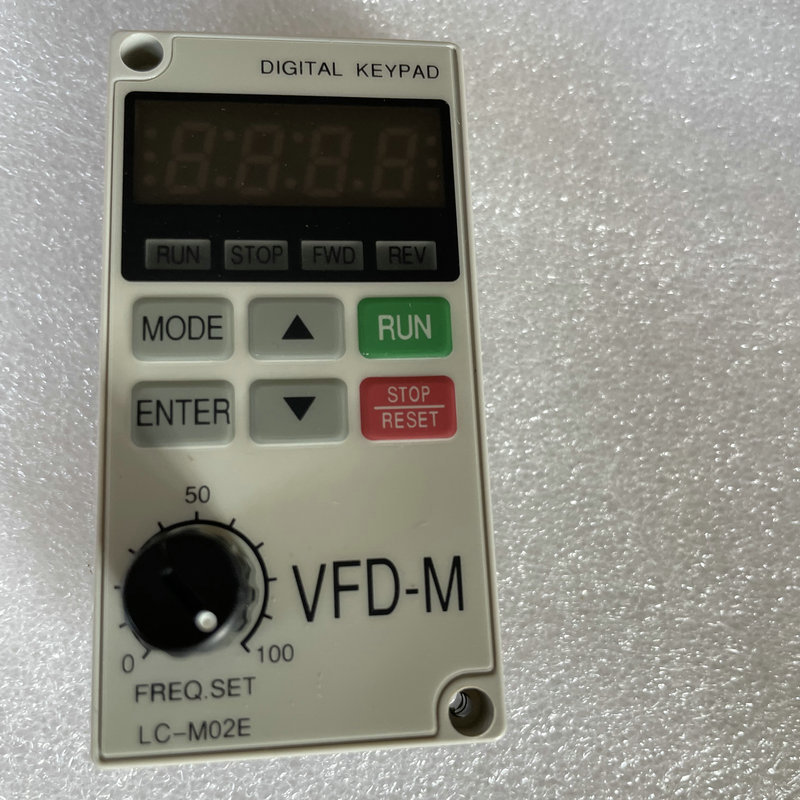 DIGITAL KEYPAD
RUN STOP FWD REV
MODE ▲ RUN
ENTER ▼ STOP
RESET
50
VFD-M
0 100
FREQ.SET
LC-M02E